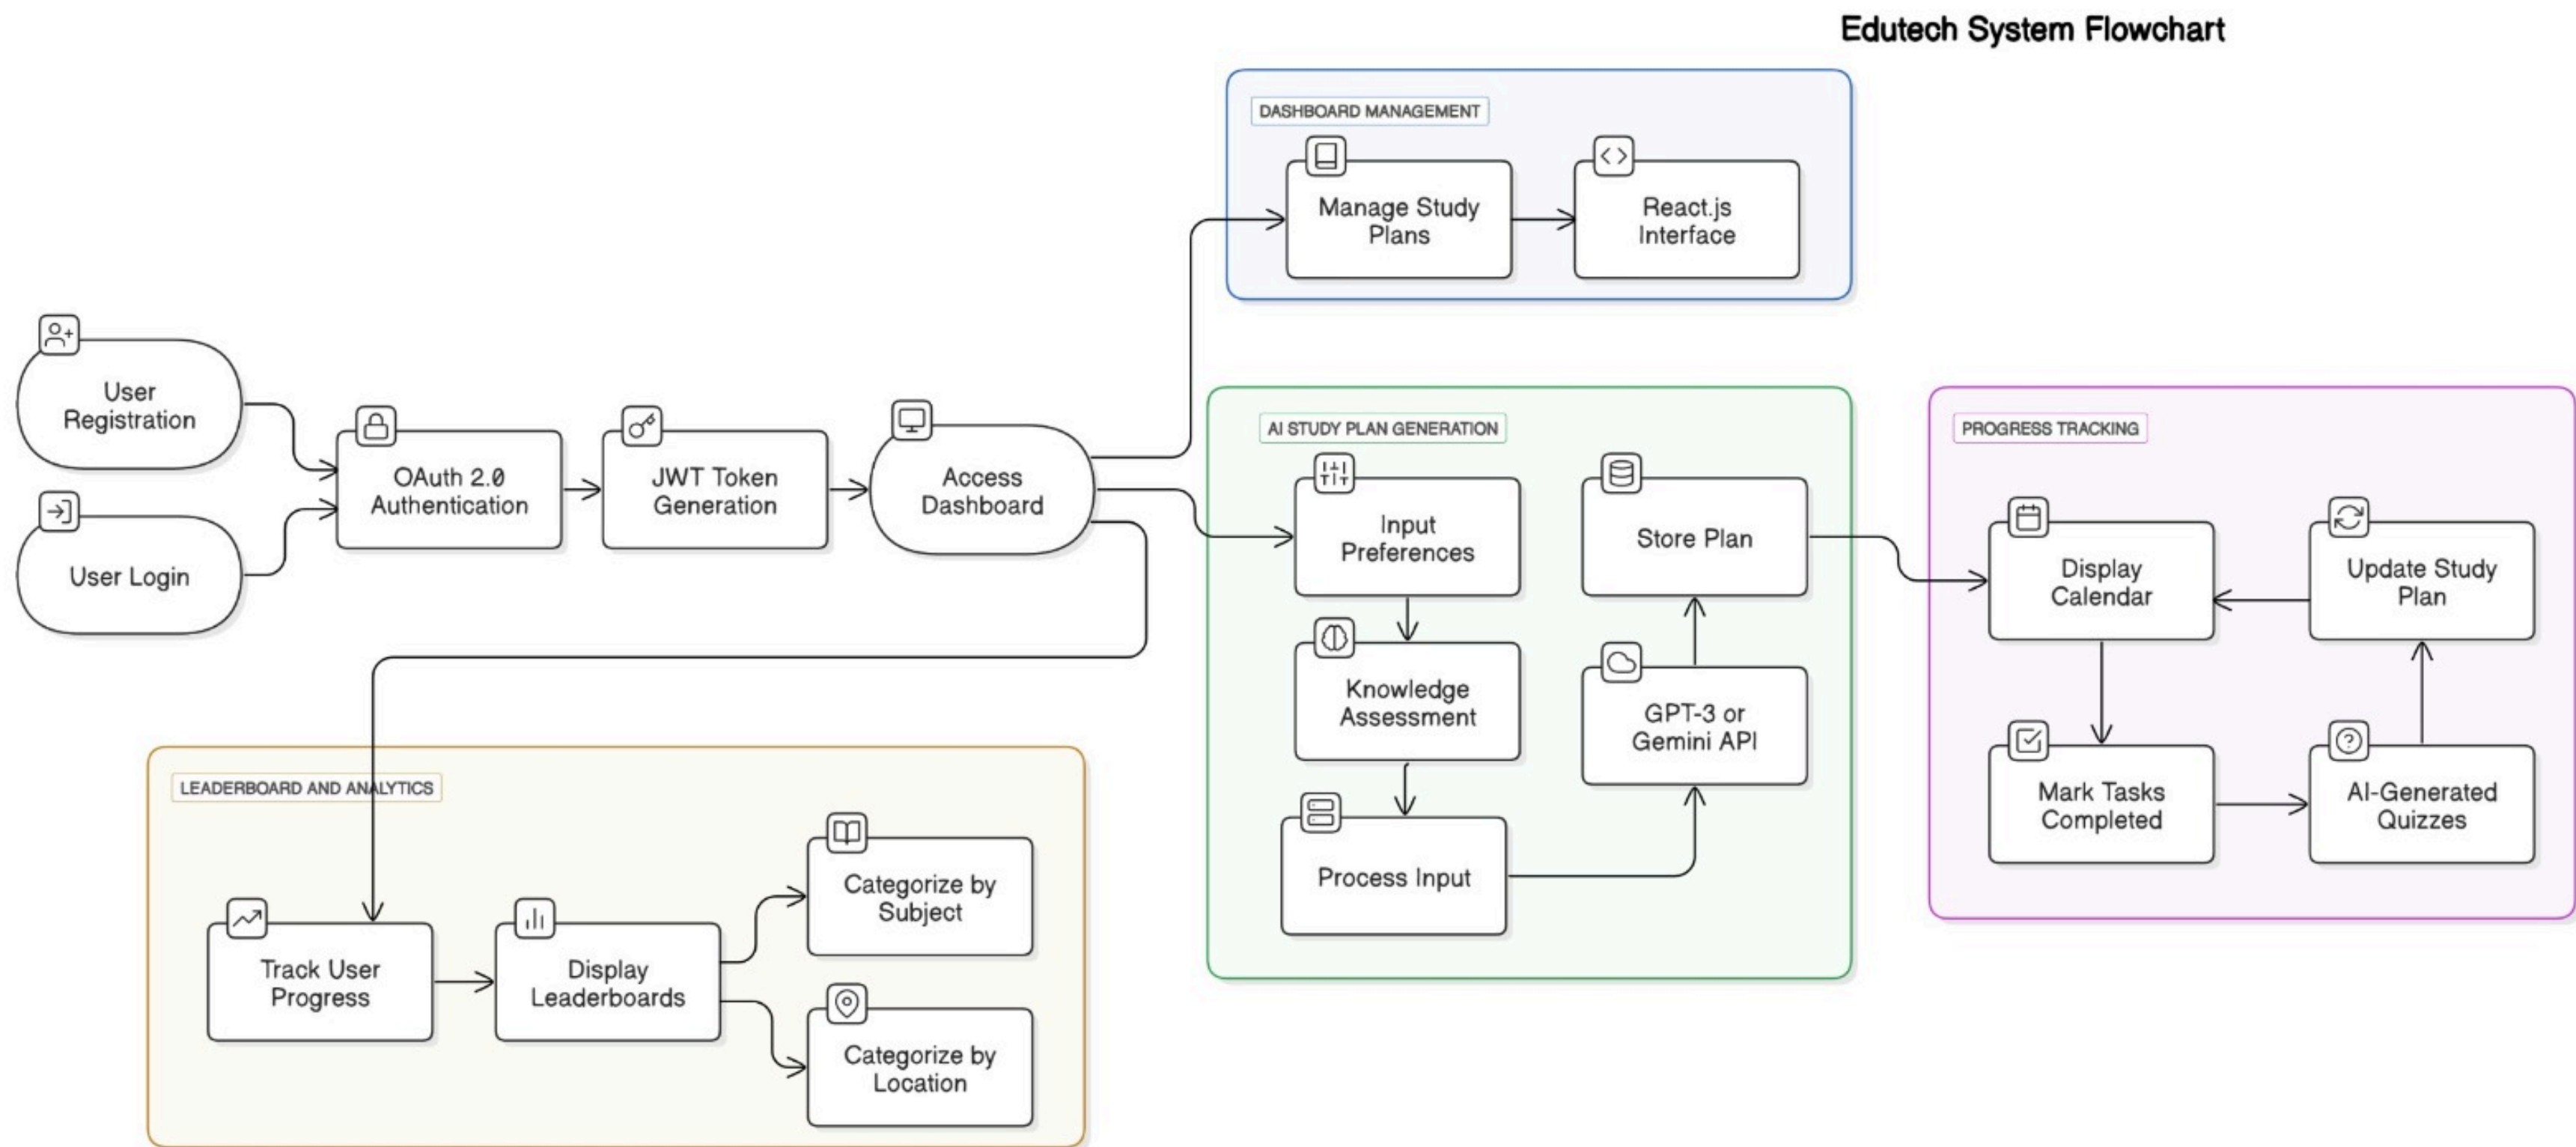 Edutech System Flowchart
DASHBOARD MANAGEMENT
Manage Study
Plans
React.js
Interface
User
Registration
User Login
OAuth 2.0
Authentication
JWT Token
Generation
Access
Dashboard
AI STUDY PLAN GENERATION
Input
Preferences
Knowledge
Assessment
Process Input
GPT-3 or
Gemini API
Store Plan
PROGRESS TRACKING
Display
Calendar
Mark Tasks
Completed
AI-Generated
Quizzes
Update Study
Plan
LEADERBOARD AND ANALYTICS
Track User
Progress
Display
Leaderboards
Categorize by
Subject
Categorize by
Location